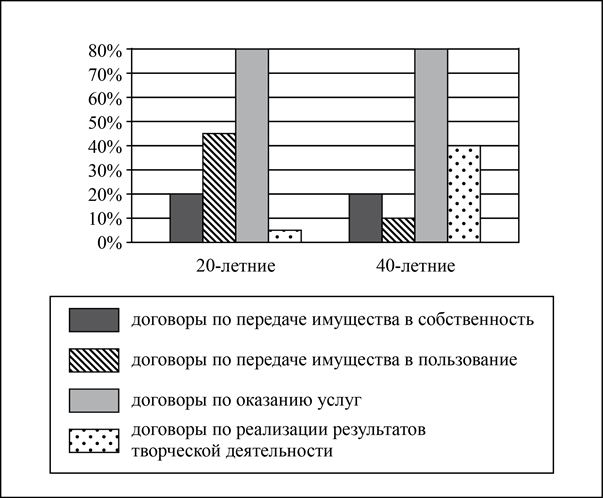 80%
70%
60%
50%
40%
30%
20%
10%
0%
20-летние
40-летние
договоры по передаче имущества в собственность
договоры по передаче имущества в пользование
договоры по оказанию услуг
договоры по реализации результатов
творческой деятельности